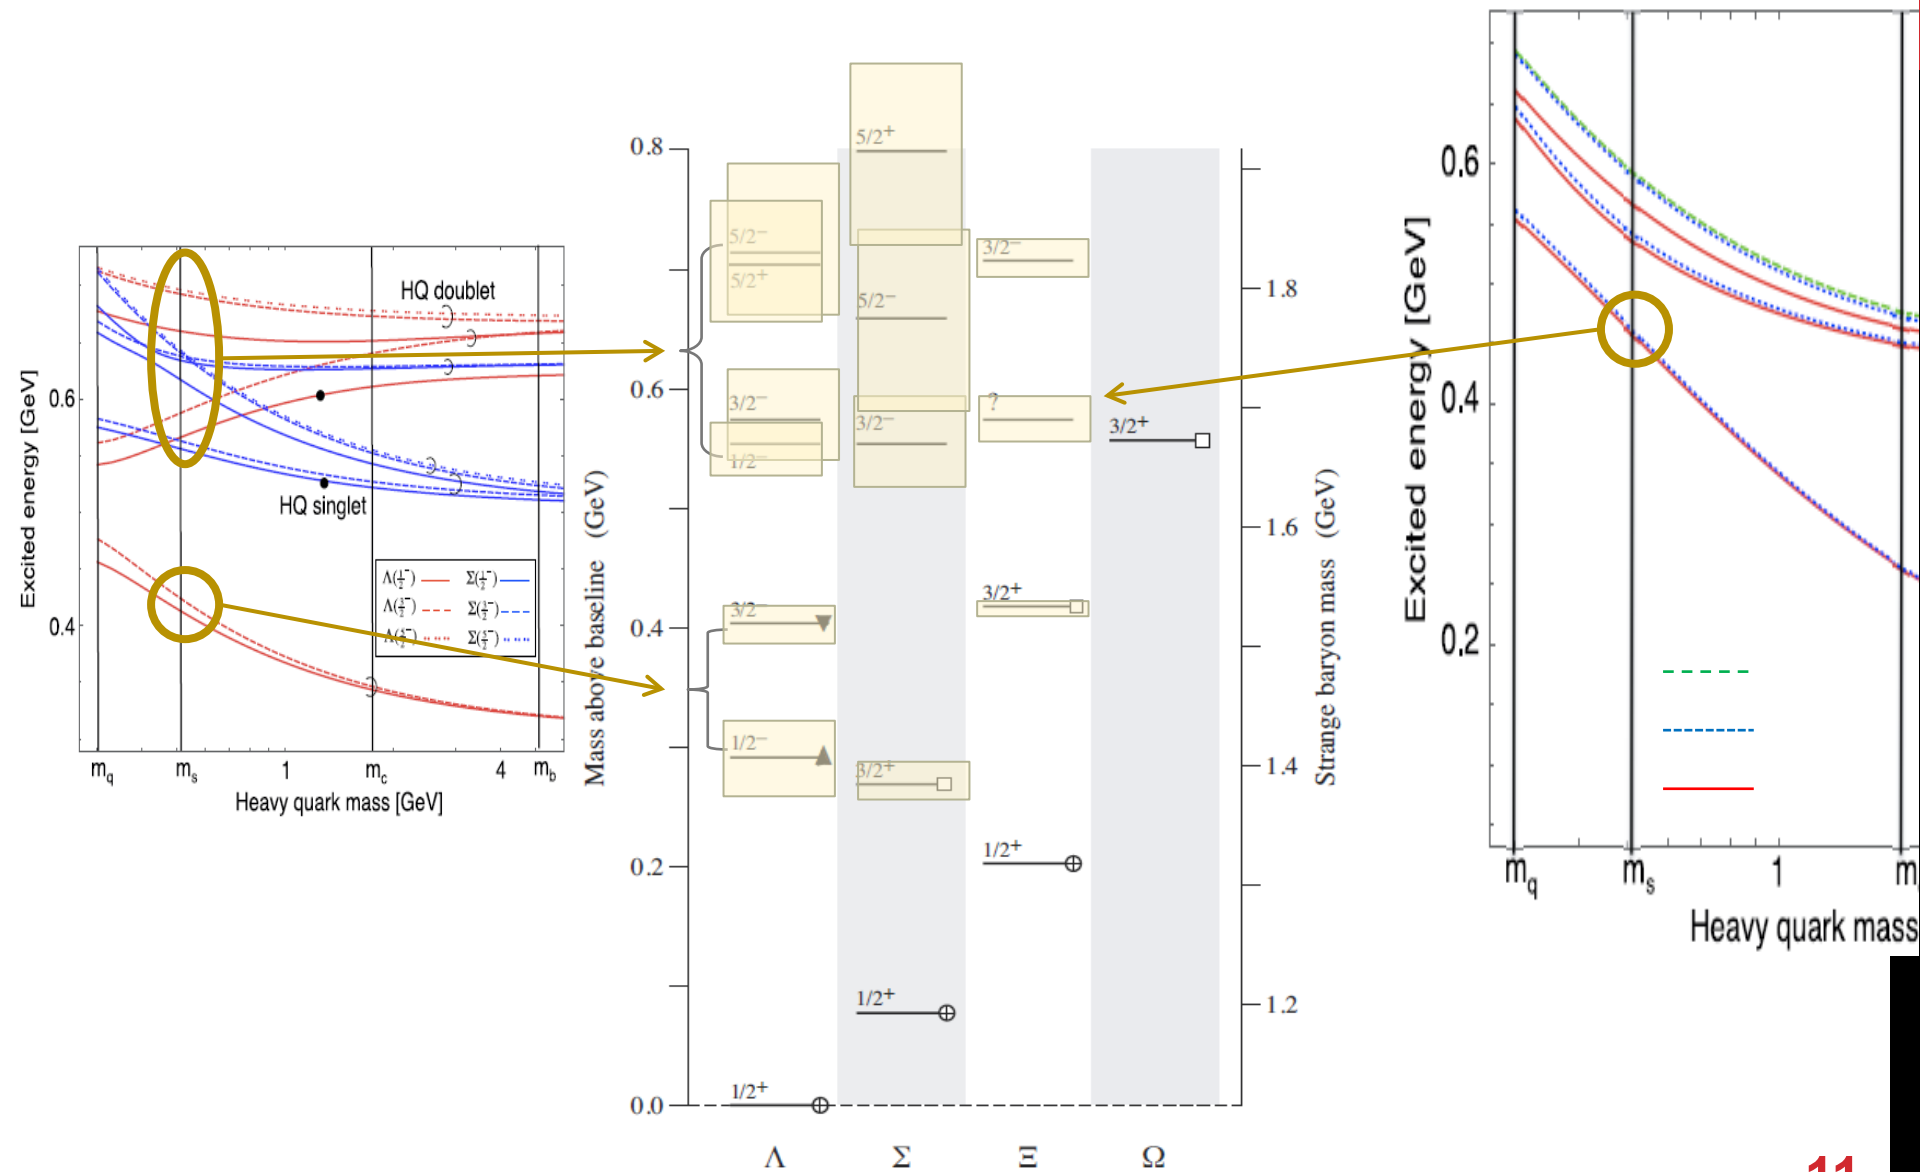 Excited energy [GeV]
0.6
0.4
HQ doublet
HQ singlet
Λ(1/2⁻) Σ(1/2⁻)
Λ(3/2⁻) Σ(3/2⁻)
Λ(5/2⁻) Σ(5/2⁻)
m_q m_s 1 m_c 4 m_b
Heavy quark mass [GeV]
Mass above baseline (GeV)
0.8
0.6
0.4
0.2
0.0
5/2⁻
5/2⁺
3/2⁻
1/2⁻
3/2⁻
1/2⁻
1/2⁺
5/2⁺
5/2⁻
3/2⁻
3/2⁺
1/2⁺
3/2⁻
?
3/2⁺
1/2⁺
3/2⁺
Λ Σ Ξ Ω
1.8
1.6
1.4
1.2
Strange baryon mass (GeV)
Excited energy [GeV]
0.6
0.4
0.2
m_q m_s 1 m
Heavy quark mass
11